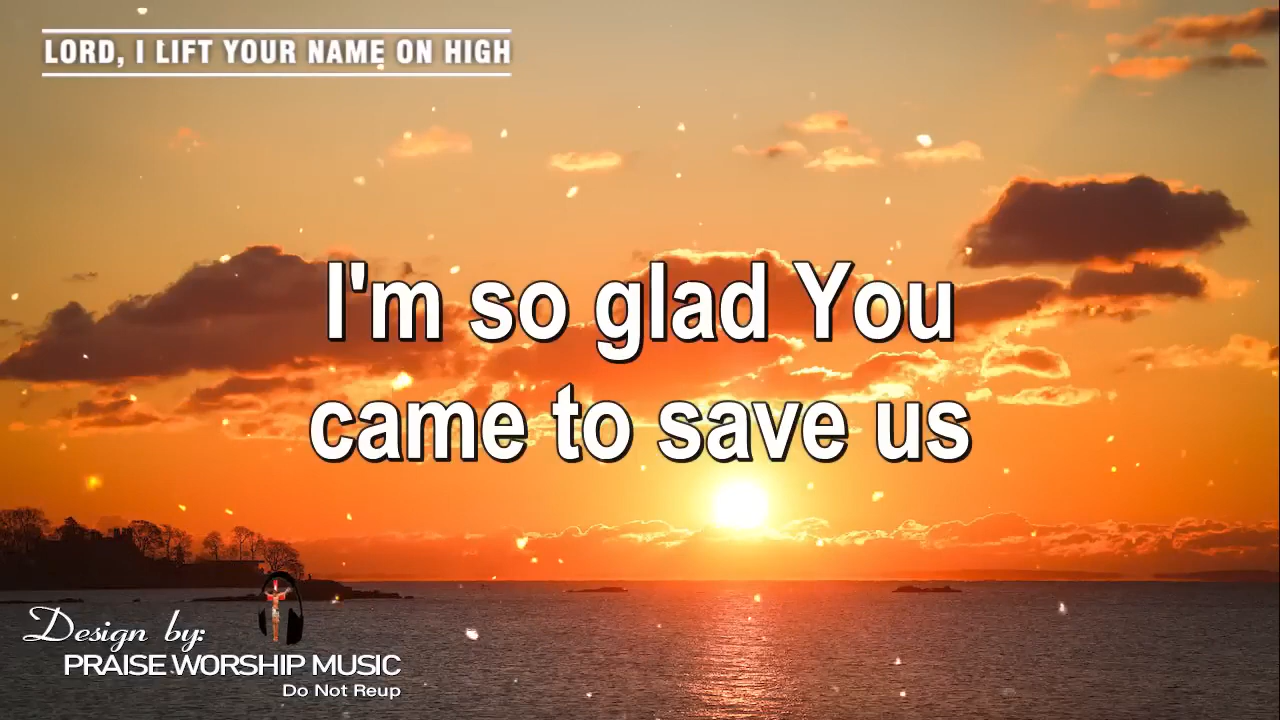 LORD, I LIFT YOUR NAME ON HIGH
I'm so glad You
came to save us
Design by:
PRAISE WORSHIP MUSIC
Do Not Reup